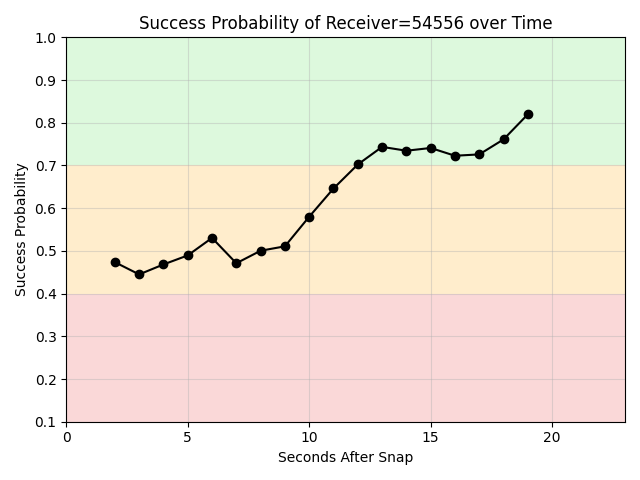 Success Probability of Receiver=54556 over Time
1.0
0.9
0.8
0.7
0.6
0.5
0.4
0.3
0.2
0.1
Success Probability
0 5 10 15 20
Seconds After Snap